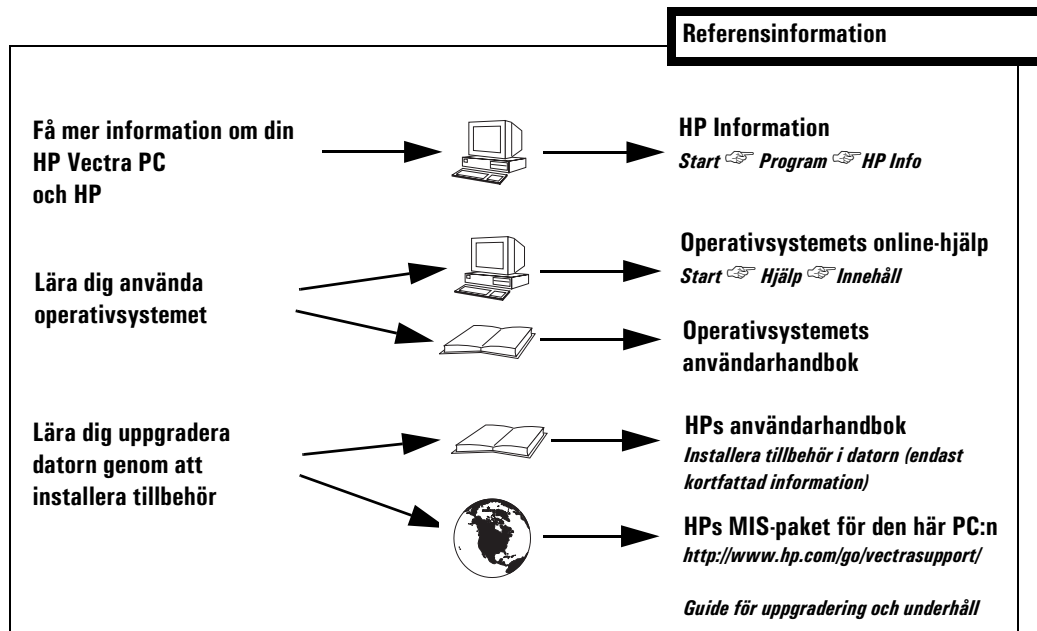 Referensinformation
Få mer information om din
HP Vectra PC
och HP
HP Information
Start ☞ Program ☞ HP Info
Lära dig använda
operativsystemet
Operativsystemets online-hjälp
Start ☞ Hjälp ☞ Innehåll
Operativsystemets
användarhandbok
Lära dig uppgradera
datorn genom att
installera tillbehör
HPs användarhandbok
Installera tillbehör i datorn (endast
kortfattad information)
HPs MIS-paket för den här PC:n
http://www.hp.com/go/vectrasupport/
Guide för uppgradering och underhåll